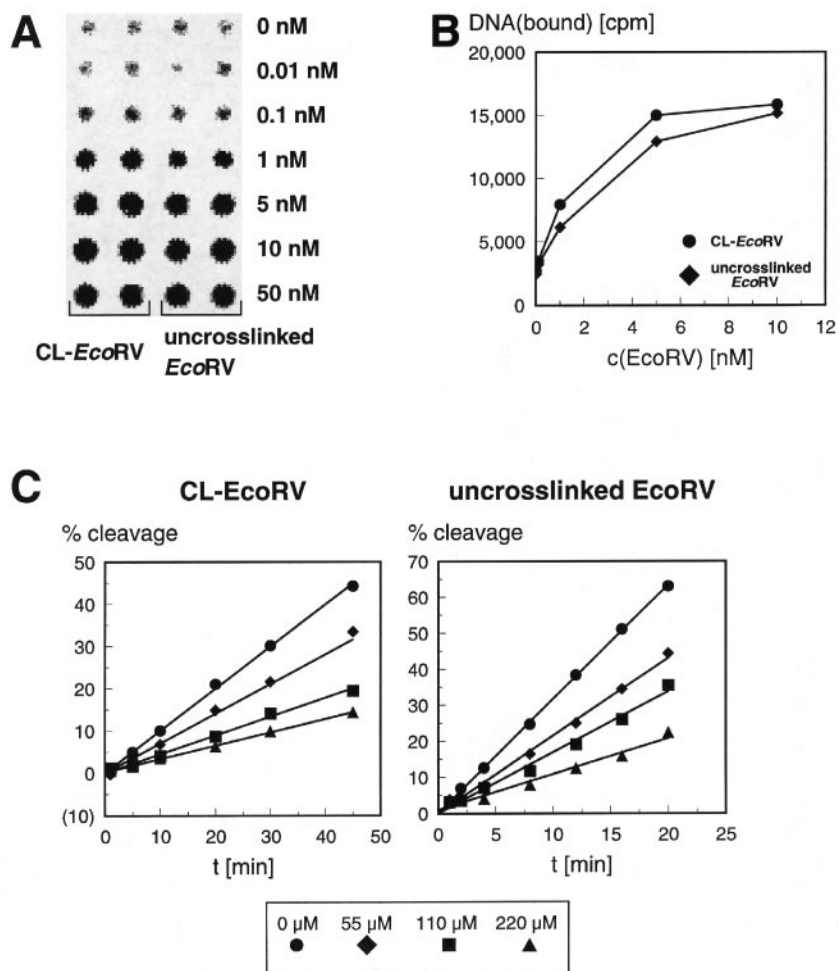 A
0 nM
0.01 nM
0.1 nM
1 nM
5 nM
10 nM
50 nM
CL-EcoRV
uncrosslinked
EcoRV
B
DNA(bound) [cpm]
20,000
15,000
10,000
5,000
0
0 2 4 6 8 10 12
c(EcoRV) [nM]
CL-EcoRV
uncrosslinked
EcoRV
C
CL-EcoRV
% cleavage
50
40
30
20
10
0
(10)
0 10 20 30 40 50
t [min]
uncrosslinked EcoRV
% cleavage
70
60
50
40
30
20
10
0
0 5 10 15 20 25
t [min]
0 µM 55 µM 110 µM 220 µM